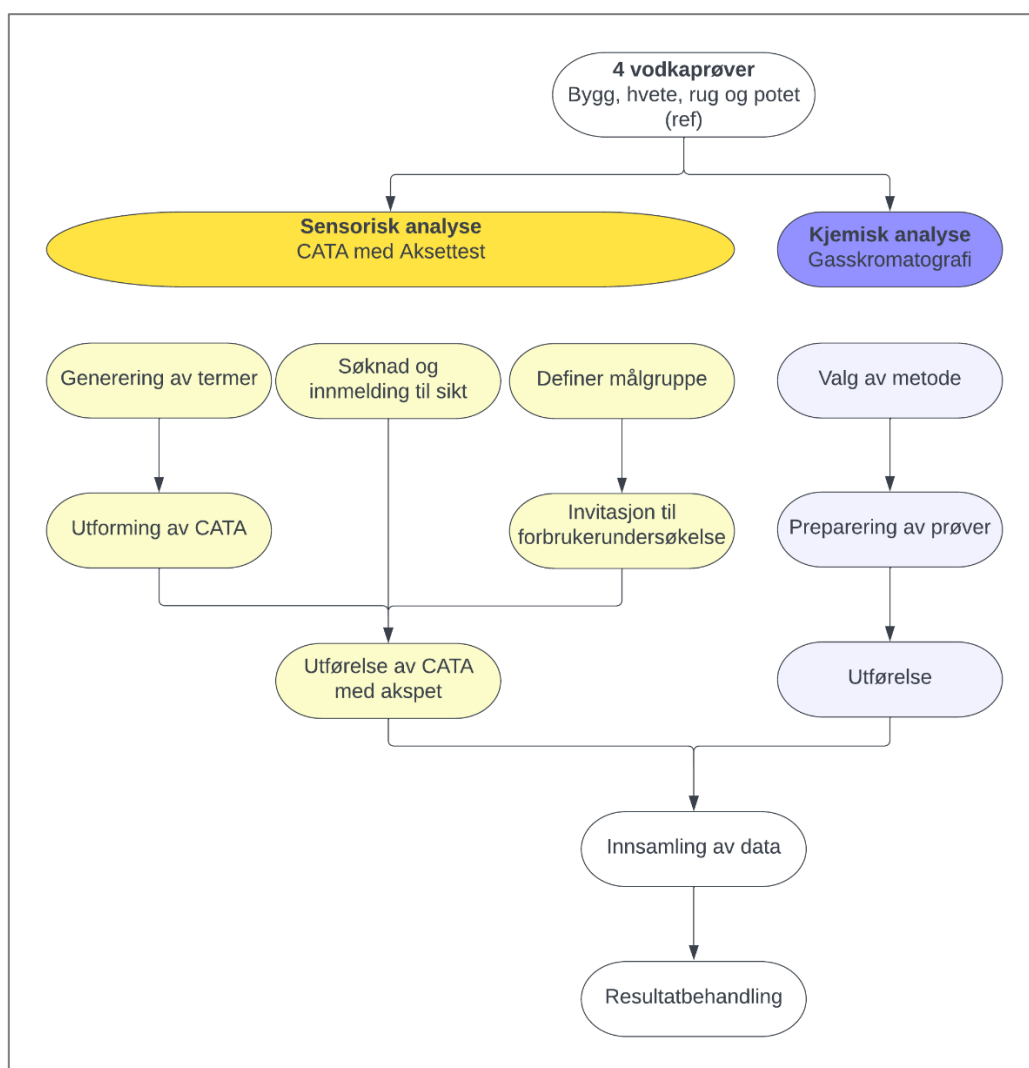 4 vodkaprøver
Bygg, hvete, rug og potet
(ref)
Sensorisk analyse
CATA med Aksettest
Kjemisk analyse
Gasskromatografi
Generering av termer
Søknad og
innmelding til sikt
Definer målgruppe
Valg av metode
Utforming av CATA
Invitasjon til
forbrukerundersøkelse
Preparering av prøver
Utførelse av CATA
med akspet
Utførelse
Innsamling av data
Resultatbehandling